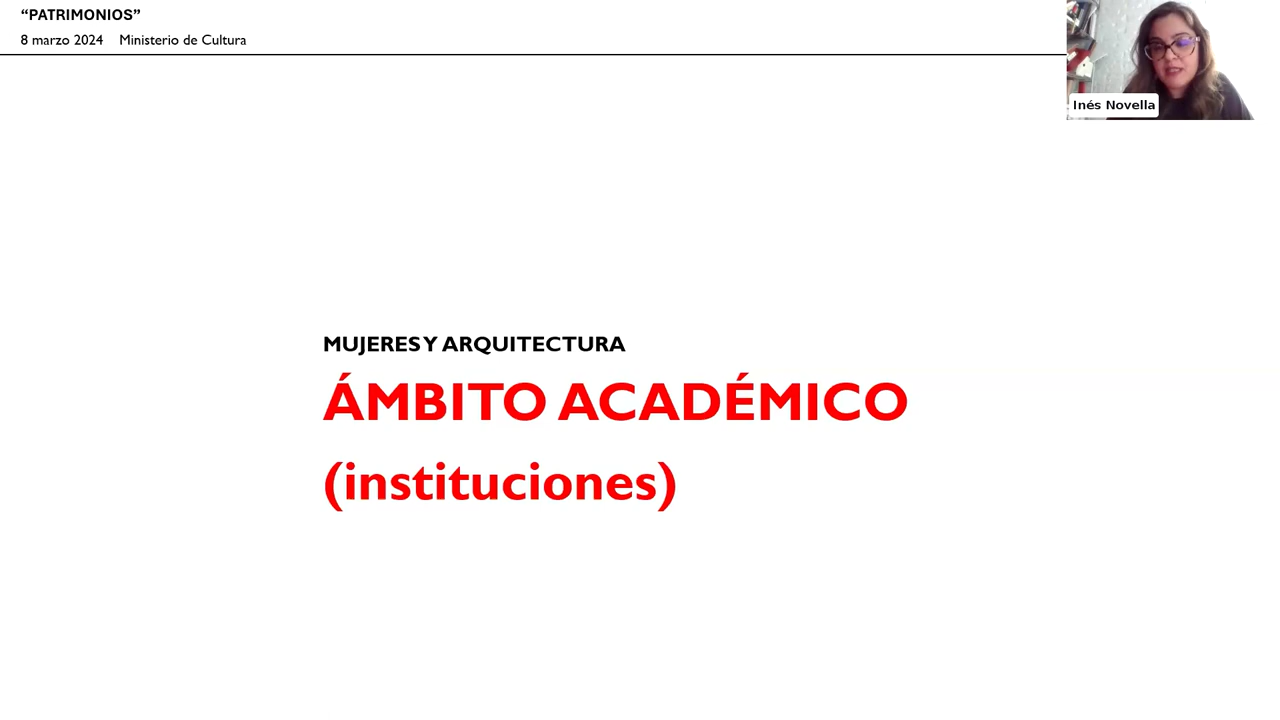 “PATRIMONIOS”
8 marzo 2024 Ministerio de Cultura
Inés Novella
MUJERES Y ARQUITECTURA
ÁMBITO ACADÉMICO
(instituciones)